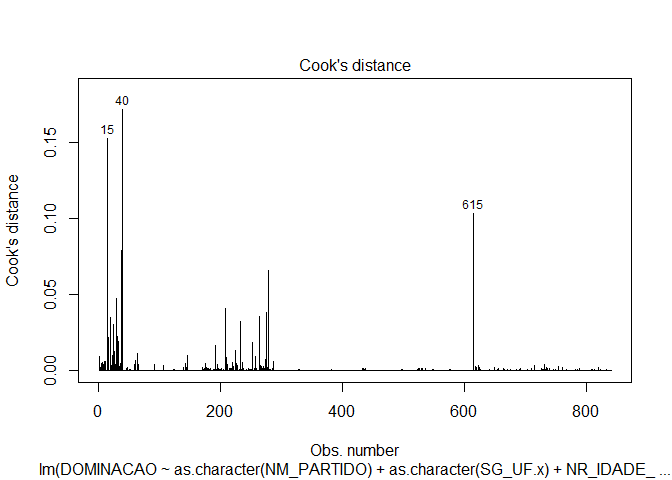 Cook's distance
40
15
615
Cook's distance
0.15
0.10
0.05
0.00
0 200 400 600 800
Obs. number
lm(DOMINACAO ~ as.character(NM_PARTIDO) + as.character(SG_UF.x) + NR_IDADE_ ...